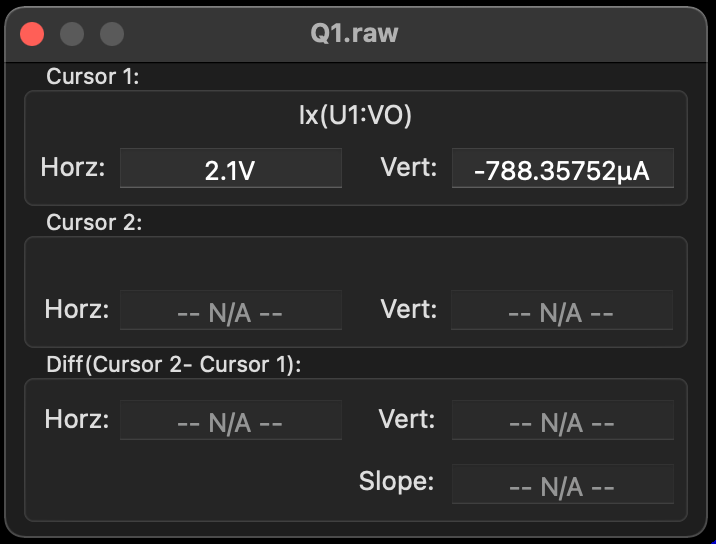 Q1.raw
Cursor 1:
Ix(U1:VO)
Horz: 2.1V Vert: -788.35752µA
Cursor 2:
Horz: -- N/A -- Vert: -- N/A --
Diff(Cursor 2- Cursor 1):
Horz: -- N/A -- Vert: -- N/A --
Slope: -- N/A --